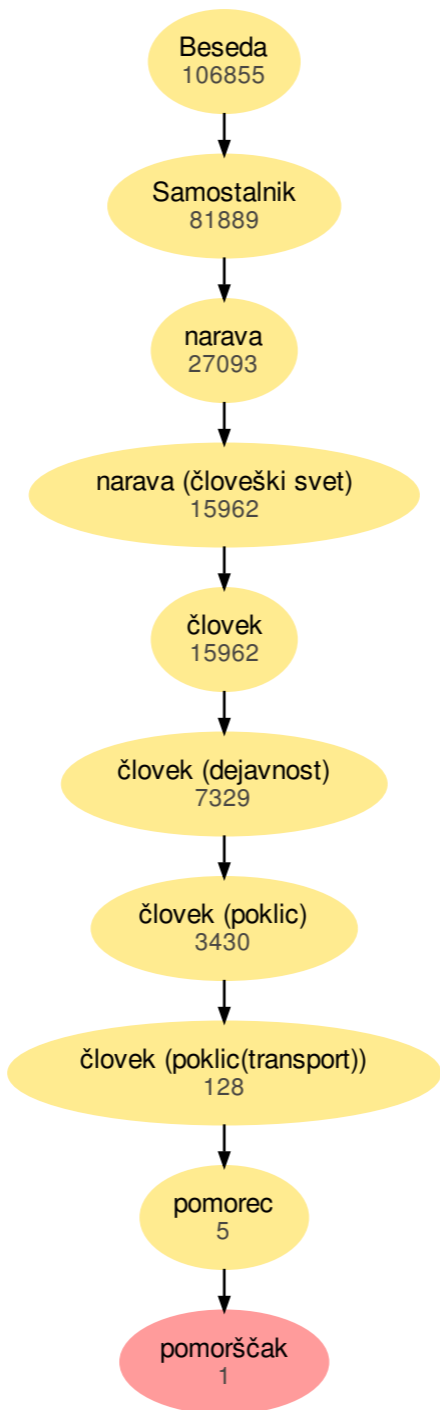 Beseda
106855
Samostalnik
81889
narava
27093
narava (človeški svet)
15962
človek
15962
človek (dejavnost)
7329
človek (poklic)
3430
človek (poklic(transport))
128
pomorec
5
pomorščak
1